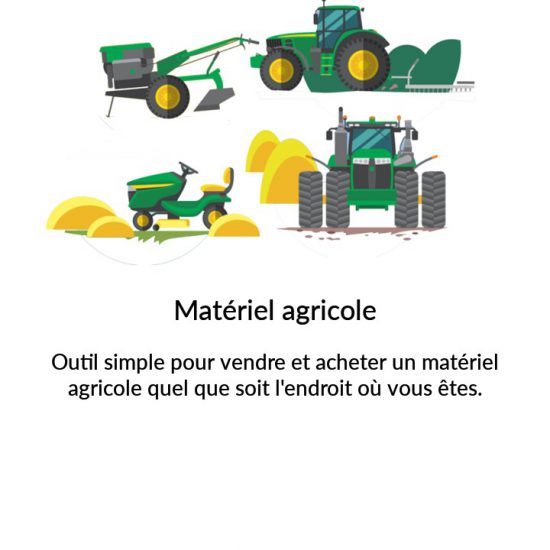 Matériel agricole
Outil simple pour vendre et acheter un matériel
agricole quel que soit l'endroit où vous êtes.